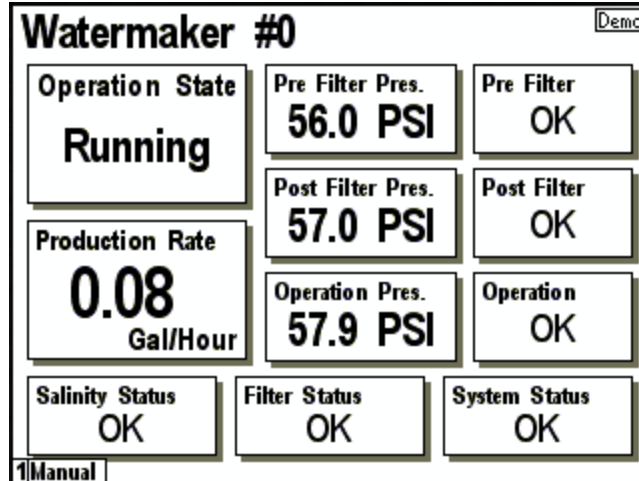 Watermaker #0
Demo
Operation State
Running
Pre Filter Pres.
56.0 PSI
Pre Filter
OK
Post Filter Pres.
57.0 PSI
Post Filter
OK
Production Rate
0.08
Gal/Hour
Operation Pres.
57.9 PSI
Operation
OK
Salinity Status
OK
Filter Status
OK
System Status
OK
1 Manual